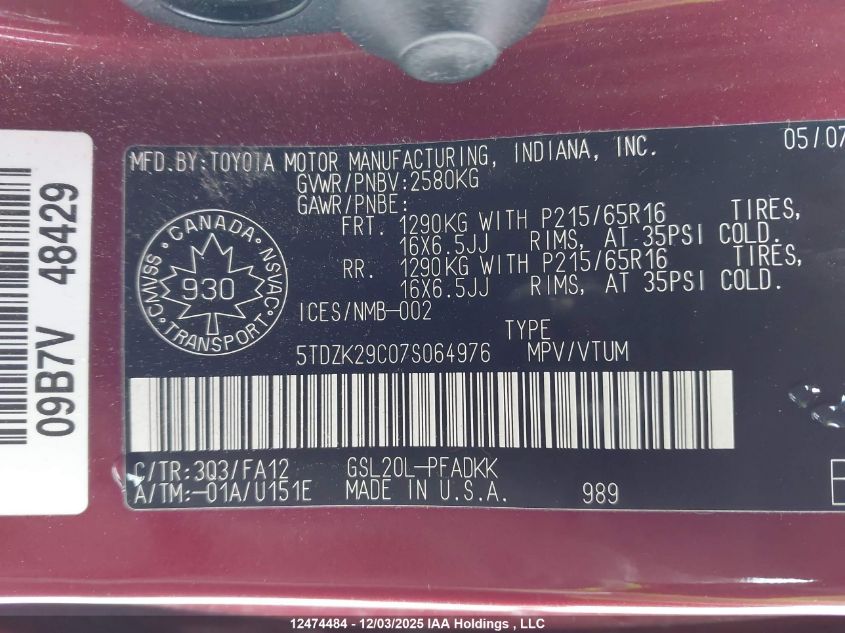 MFD.BY:TOYOTA MOTOR MANUFACTURING, INDIANA, INC. 05/07
GVWR/PNBV:2580KG
GAWR/PNBE:
FRT. 1290KG WITH P215/65R16 TIRES,
16X6.5JJ RIMS, AT 35PSI COLD.
RR. 1290KG WITH P215/65R16 TIRES,
16X6.5JJ RIMS, AT 35PSI COLD.
ICES/NMB-002
CANADA
CMVSS 930 NSVAC
TRANSPORT
TYPE
5TDZK29C07S064976 MPV/VTUM
C/TR:3Q3/FA12 GSL20L-PFADKK
A/TM:-01A/U151E MADE IN U.S.A. 989
09B7V 48429
12474484 - 12/03/2025 IAA Holdings, LLC